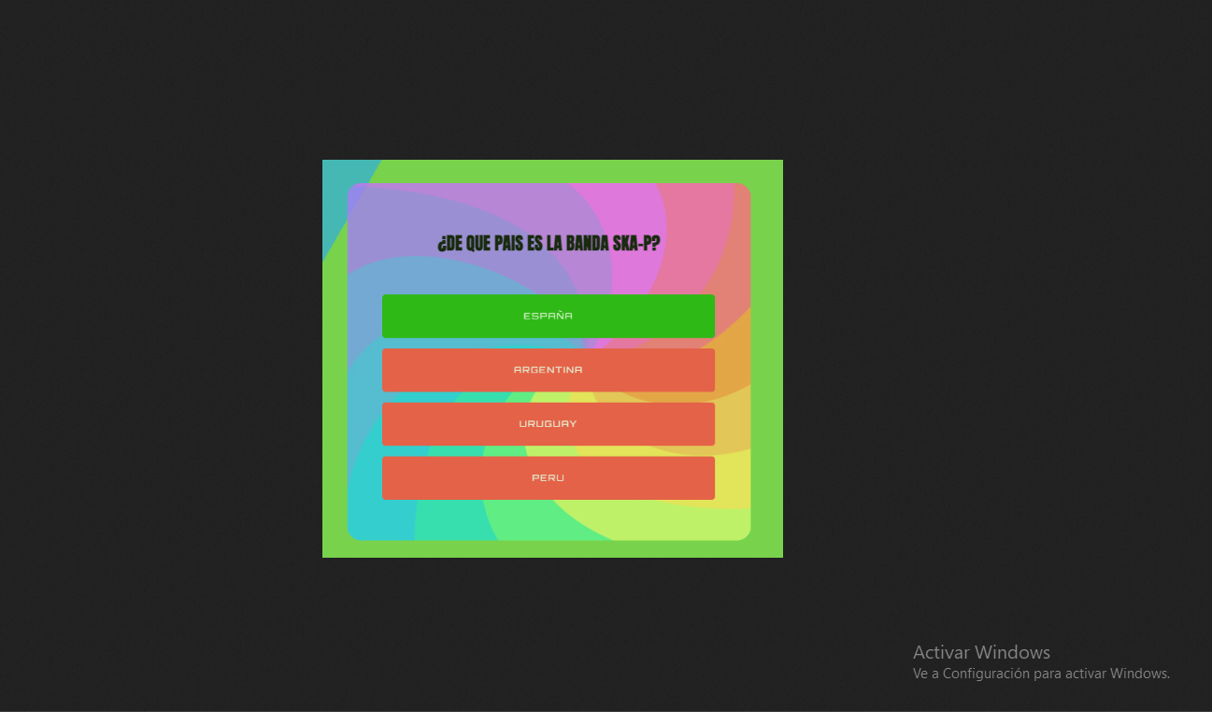 ¿DE QUE PAIS ES LA BANDA SKA-P?
ESPAÑA
ARGENTINA
URUGUAY
PERU
Activar Windows
Ve a Configuración para activar Windows.